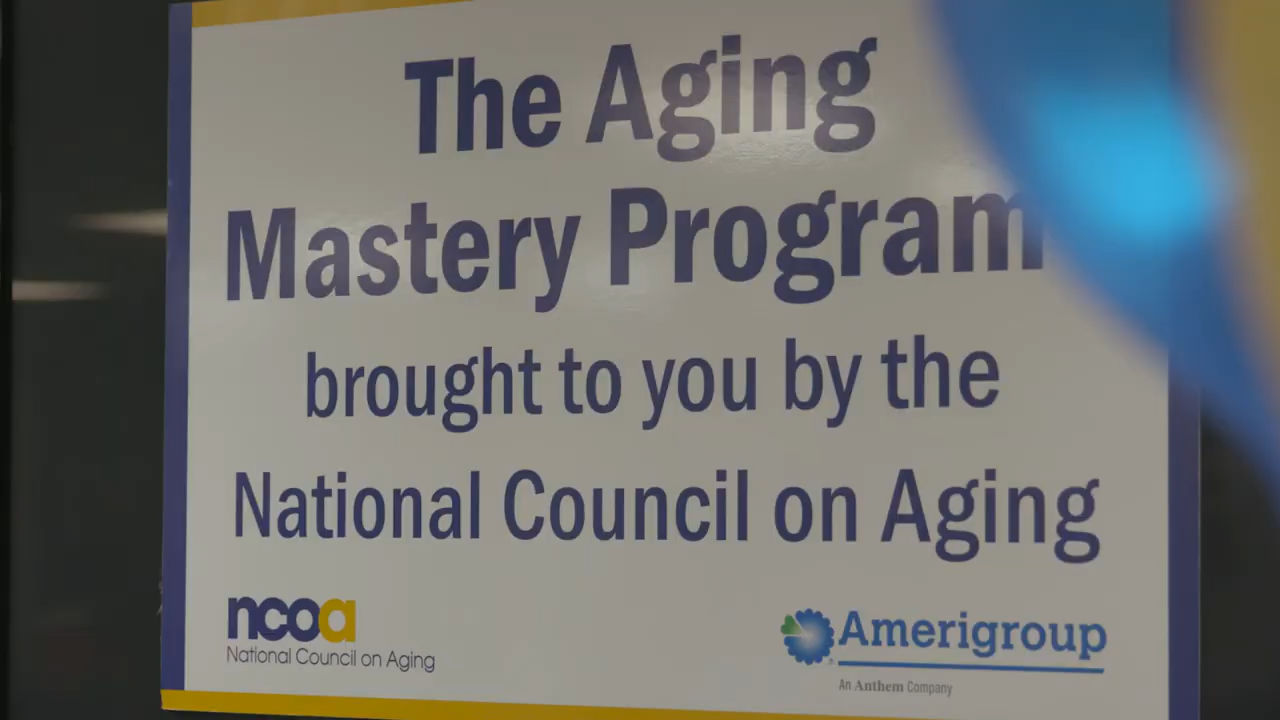 The Aging
Mastery Program
brought to you by the
National Council on Aging
ncoa
National Council on Aging
Amerigroup
An Anthem Company